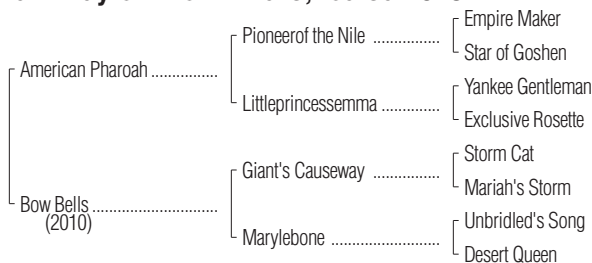 Empire Maker
Pioneerof the Nile ................
Star of Goshen
American Pharoah ................
Yankee Gentleman
Littleprincessemma ..............
Exclusive Rosette
Storm Cat
Giant's Causeway ................
Mariah's Storm
Bow Bells ..............................
(2010)
Unbridled's Song
Marylebone ..........................
Desert Queen